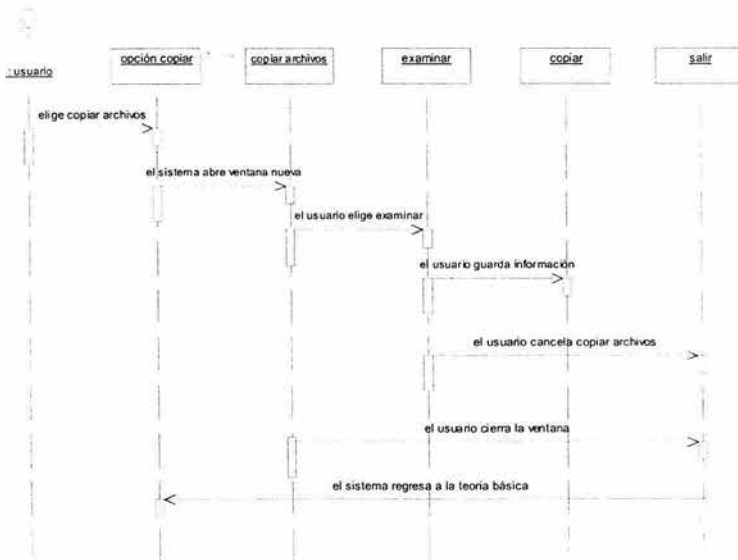 : usuario
opción copiar
copiar archivos
examinar
copiar
salir
elige copiar archivos
el sistema abre ventana nueva
el usuario elige examinar
el usuario guarda información
el usuario cancela copiar archivos
el usuario cierra la ventana
el sistema regresa a la teoría básica